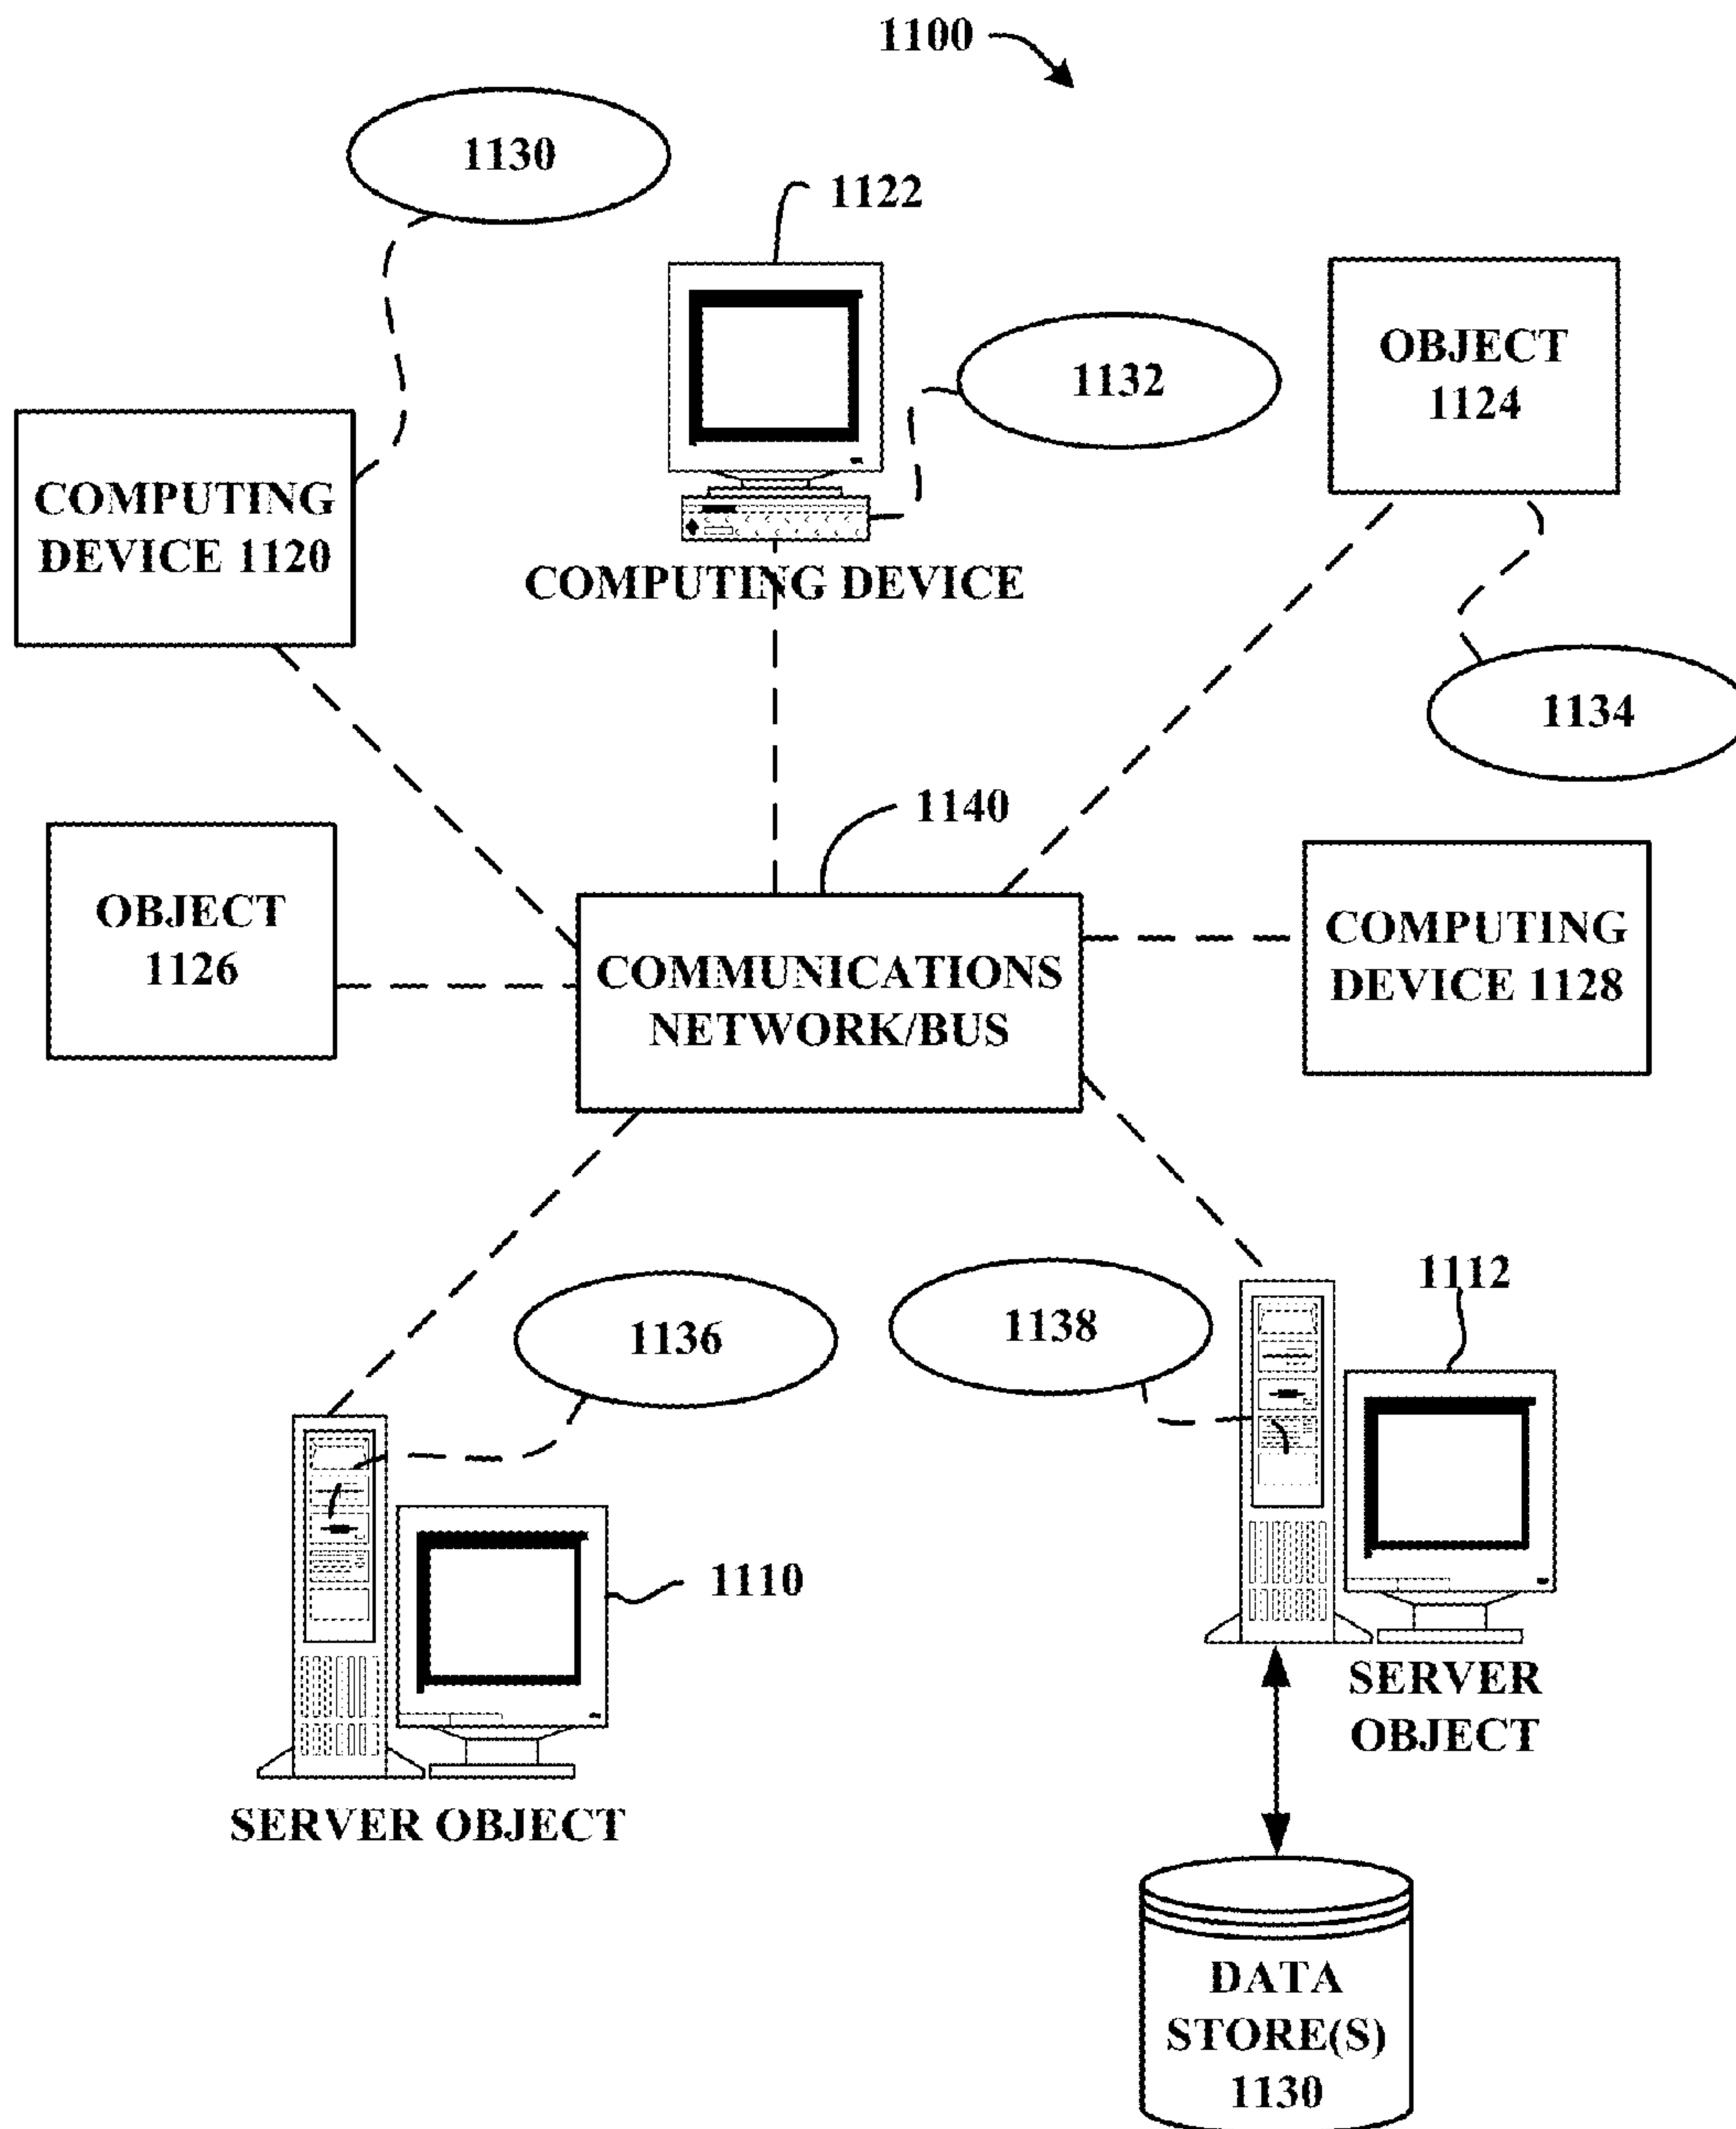 1100
1130
1122
1132
OBJECT
1124
COMPUTING
DEVICE 1120
COMPUTING DEVICE
1134
1140
OBJECT
1126
COMMUNICATIONS
NETWORK/BUS
COMPUTING
DEVICE 1128
1136
1138
1112
1110
SERVER
OBJECT
SERVER OBJECT
DATA
STORE(S)
1130